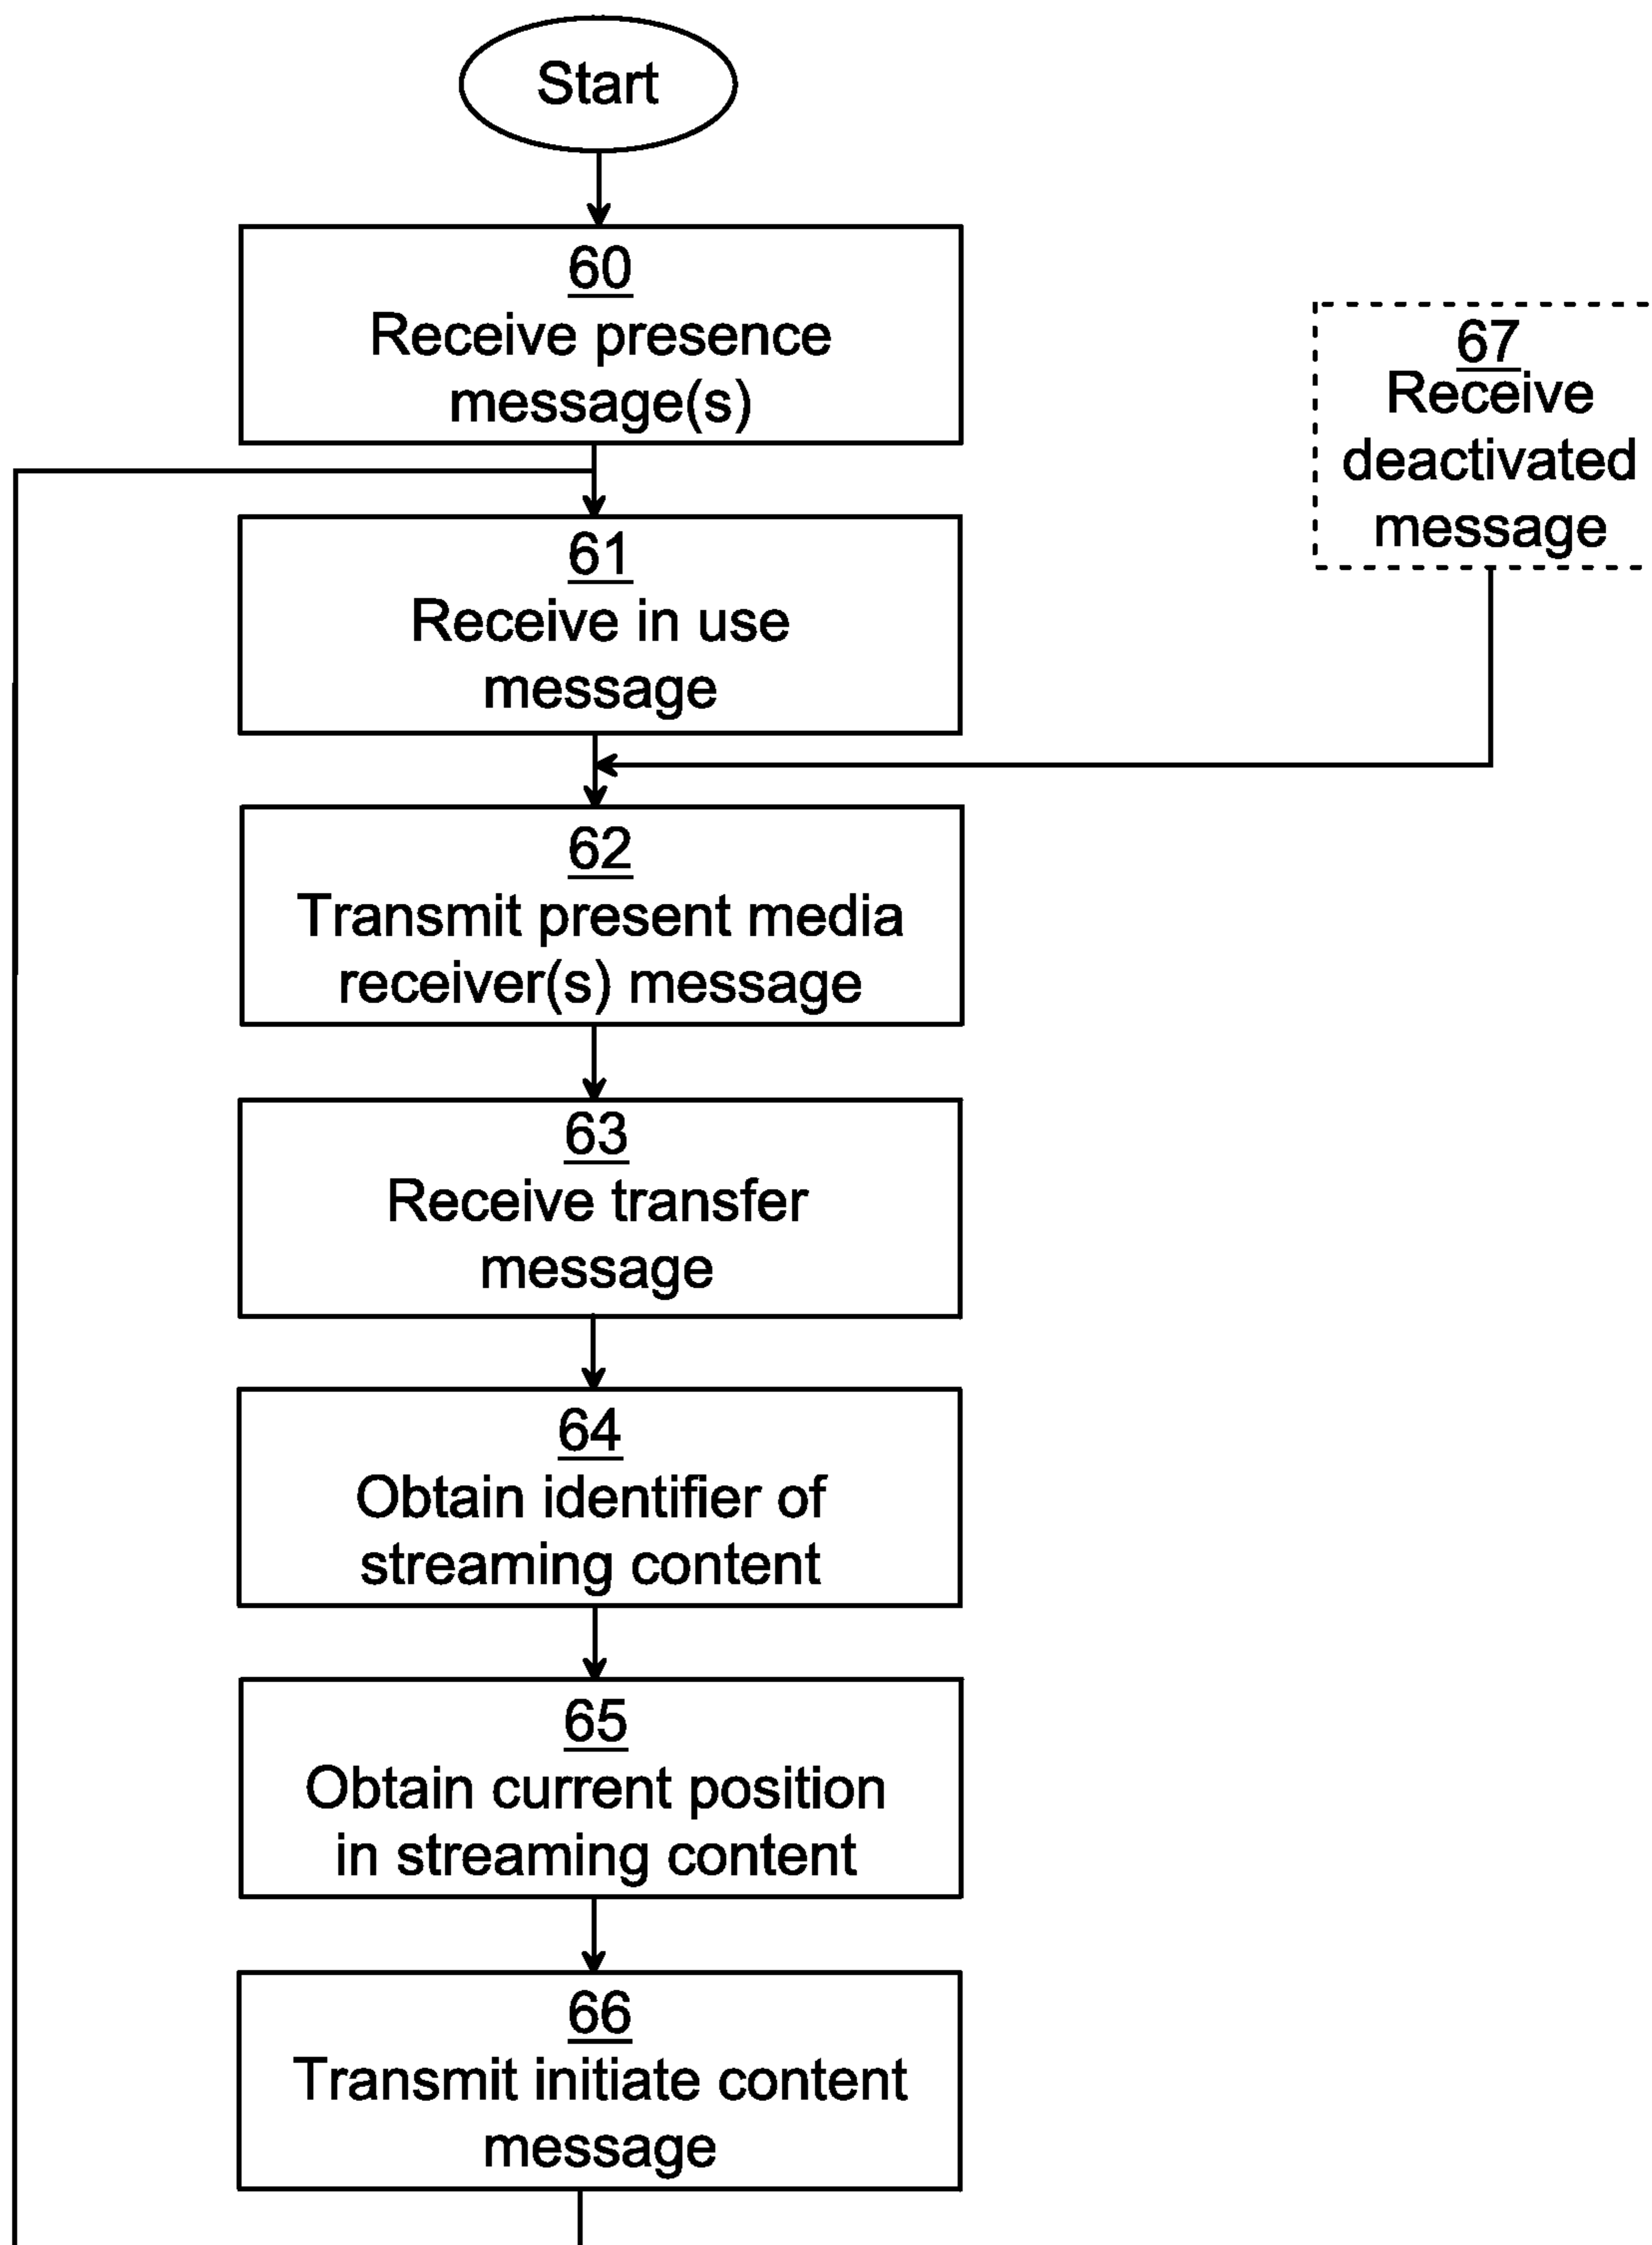 Start
60
Receive presence
message(s)
67
Receive
deactivated
message
61
Receive in use
message
62
Transmit present media
receiver(s) message
63
Receive transfer
message
64
Obtain identifier of
streaming content
65
Obtain current position
in streaming content
66
Transmit initiate content
message